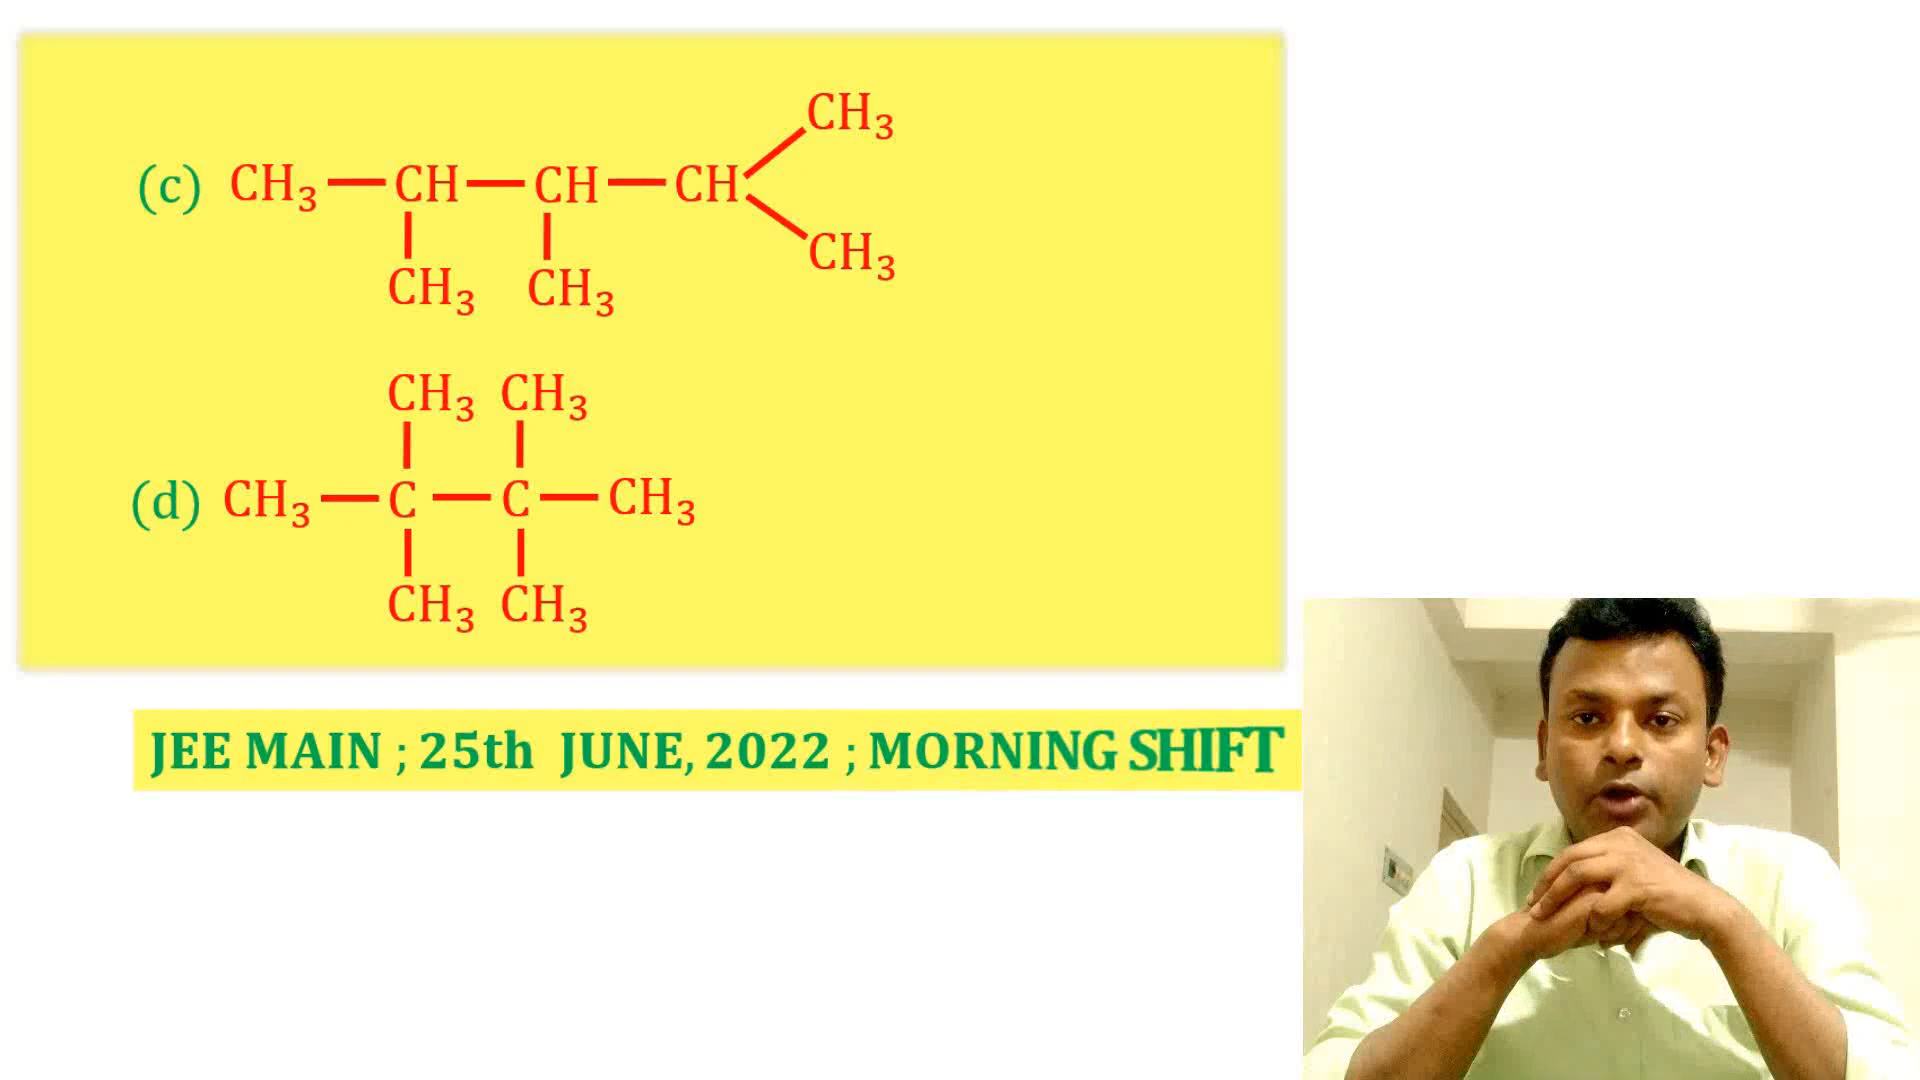 CH₃
(c) CH₃—CH—CH—CH
CH₃
CH₃ CH₃
CH₃ CH₃
(d) CH₃—C—C—CH₃
CH₃ CH₃
JEE MAIN ; 25th JUNE, 2022 ; MORNING SHIFT